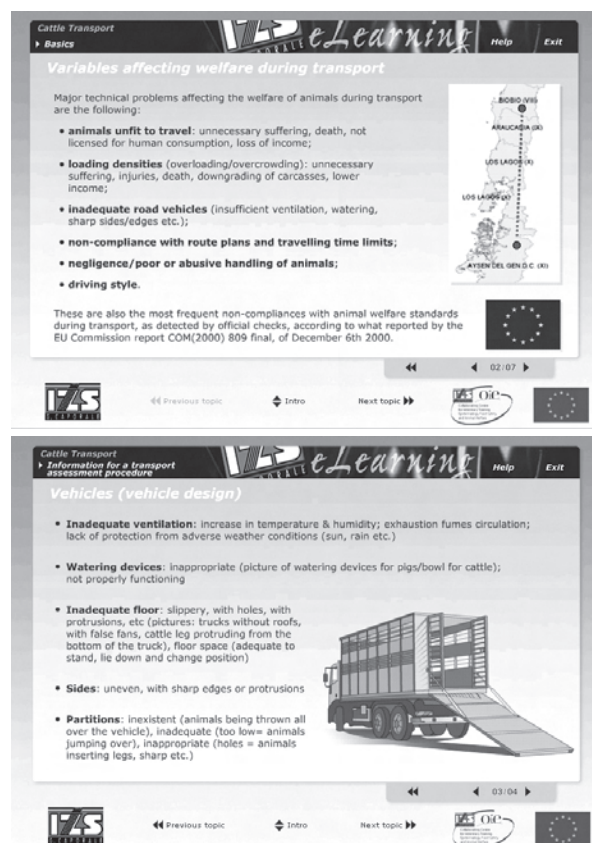 Cattle Transport
Basics
IZS
CAPORALE
eLearning
Help
Exit
Variables affecting welfare during transport
Major technical problems affecting the welfare of animals during transport
are the following:
• animals unfit to travel: unnecessary suffering, death, not
licensed for human consumption, loss of income;
• loading densities (overloading/overcrowding): unnecessary
suffering, injuries, death, downgrading of carcasses, lower
income;
• inadequate road vehicles (insufficient ventilation, watering,
sharp sides/edges etc.);
• non-compliance with route plans and travelling time limits;
• negligence/poor or abusive handling of animals;
• driving style.
BIOBIO (VIII)
ARAUCANIA (IX)
LOS LAGOS (X)
LOS LAGOS (X)
AYSEN DEL GEN.D.C (XI)
These are also the most frequent non-compliances with animal welfare standards
during transport, as detected by official checks, according to what reported by the
EU Commission report COM(2000) 809 final, of December 6th 2000.
02/07
IZS
G. CAPORALE
Previous topic
Intro
Next topic
IZS Oie
Cattle Transport
Information for a transport
assessment procedure
IZS
CAPORALE
eLearning
Help
Exit
Vehicles (vehicle design)
• Inadequate ventilation: increase in temperature & humidity; exhaustion fumes circulation;
lack of protection from adverse weather conditions (sun, rain etc.)
• Watering devices: inappropriate (picture of watering devices for pigs/bowl for cattle);
not properly functioning
• Inadequate floor: slippery, with holes, with
protrusions, etc (pictures: trucks without roofs,
with false fans, cattle leg protruding from the
bottom of the truck), floor space (adequate to
stand, lie down and change position)
• Sides: uneven, with sharp edges or protrusions
• Partitions: inexistent (animals being thrown all
over the vehicle), inadequate (too low= animals
jumping over), inappropriate (holes = animals
inserting legs, sharp etc.)
03/04
IZS
Previous topic
Intro
Next topic
IZS Oie